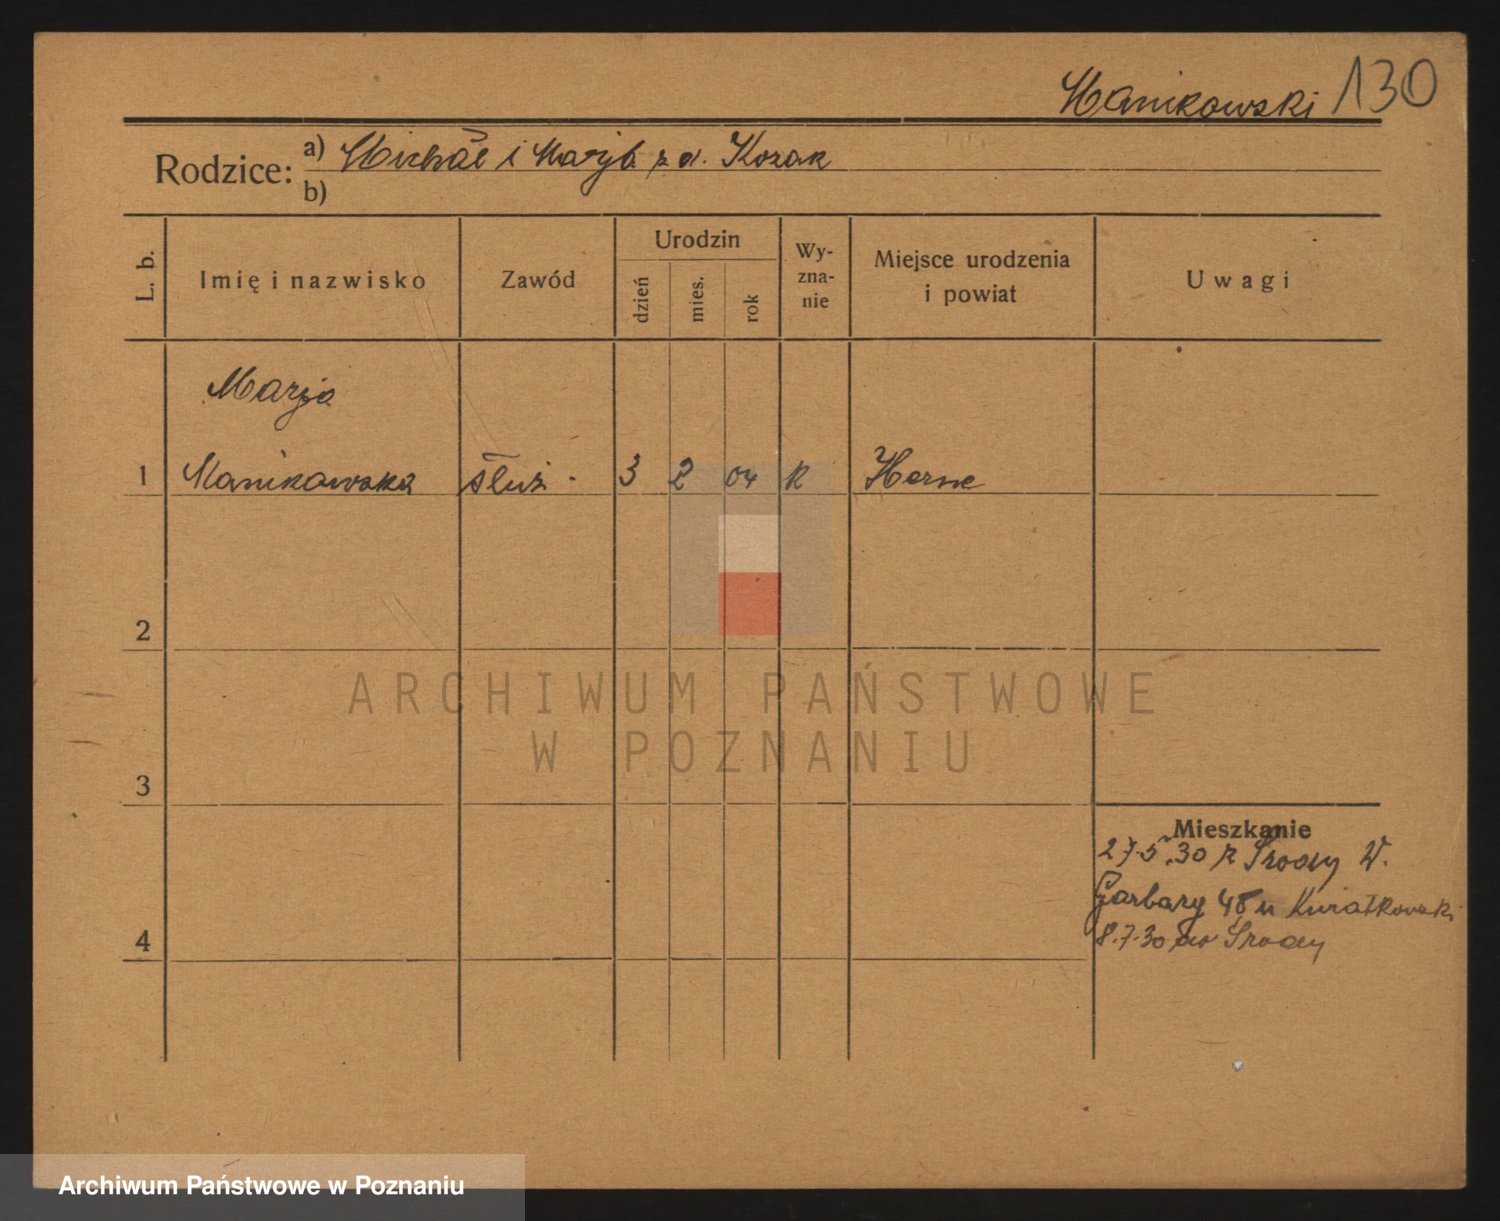 Manikowski 130
Rodzice: a) Michał i Marja z d. Kozak
b)
L. b.
Imię i nazwisko
Zawód
Urodzin
dzień
mies.
rok
Wy-
zna-
nie
Miejsce urodzenia
i powiat
Uwagi
Marja
1 Manikowska służ. 3 2 04 k Herne
2
3
4
Mieszkanie
27.5.30 z Środy W.
Garbary 48 u Kwiatkowski
8.7.30 do Środy
ARCHIWUM PAŃSTWOWE
W POZNANIU
Archiwum Państwowe w Poznaniu